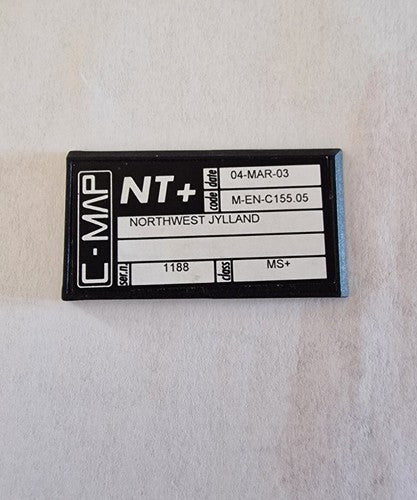 C-MAP
NT+
date 04-MAR-03
code M-EN-C155.05
NORTHWEST JYLLAND
ser.n. 1188 class MS+